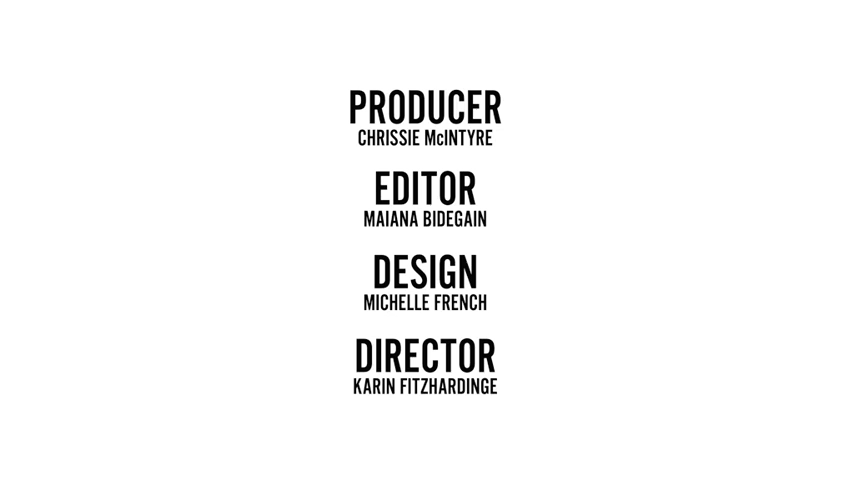 PRODUCER
CHRISSIE McINTYRE
EDITOR
MAIANA BIDEGAIN
DESIGN
MICHELLE FRENCH
DIRECTOR
KARIN FITZHARDINGE